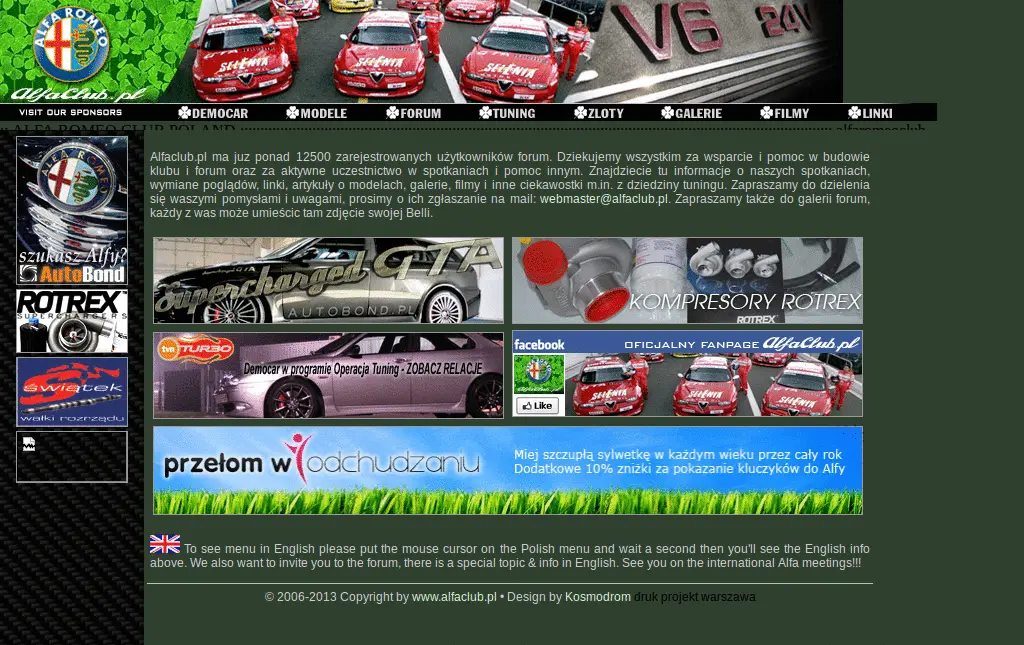 ALFA ROMEO
V6 24V
SELENIA
SELENIA
SELENIA
AlfaClub.pl
VISIT OUR SPONSORS
DEMOCAR
MODELE
FORUM
TUNING
ZLOTY
GALERIE
FILMY
LINKI
ALFA ROMEO CLUB POLAND
alfaromeoclub
szukasz Alfy?
AutoBond
ROTREX
SUPERCHARGERS
świątek
wałki rozrządu
Alfaclub.pl ma juz ponad 12500 zarejestrowanych użytkowników forum. Dziekujemy wszystkim za wsparcie i pomoc w budowie
klubu i forum oraz za aktywne uczestnictwo w spotkaniach i pomoc innym. Znajdziecie tu informacje o naszych spotkaniach,
wymiane poglądów, linki, artykuły o modelach, galerie, filmy i inne ciekawostki m.in. z dziedziny tuningu. Zapraszamy do dzielenia
się waszymi pomysłami i uwagami, prosimy o ich zgłaszanie na mail: webmaster@alfaclub.pl. Zapraszamy także do galerii forum,
każdy z was może umieścic tam zdjęcie swojej Belli.
Supercharged GTA
AUTOBOND.PL
KOMPRESORY ROTREX
ROTREX
tvn TURBO
Democar w programie Operacja Tuning - ZOBACZ RELACJE
facebook
OFICJALNY FANPAGE AlfaClub.pl
Like
SELENIA
przełom w odchudzaniu
Miej szczupłą sylwetkę w każdym wieku przez cały rok
Dodatkowe 10% zniżki za pokazanie kluczyków do Alfy
To see menu in English please put the mouse cursor on the Polish menu and wait a second then you'll see the English info
above. We also want to invite you to the forum, there is a special topic & info in English. See you on the international Alfa meetings!!!
© 2006-2013 Copyright by www.alfaclub.pl • Design by Kosmodrom druk projekt warszawa